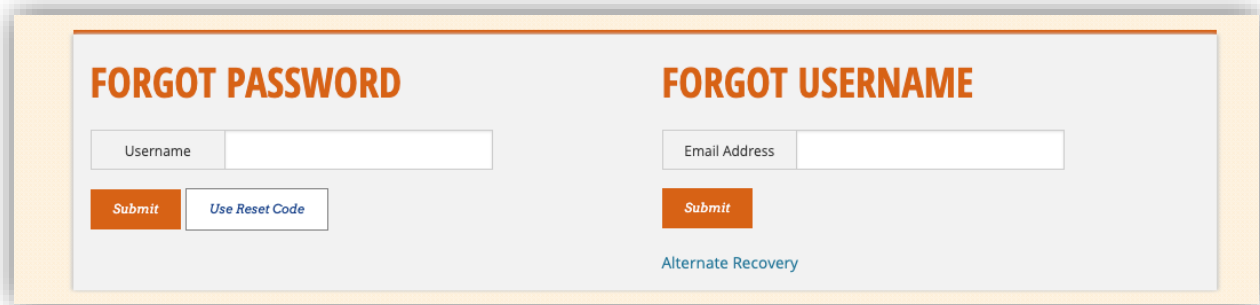 FORGOT PASSWORD
Username
Submit
Use Reset Code
FORGOT USERNAME
Email Address
Submit
Alternate Recovery